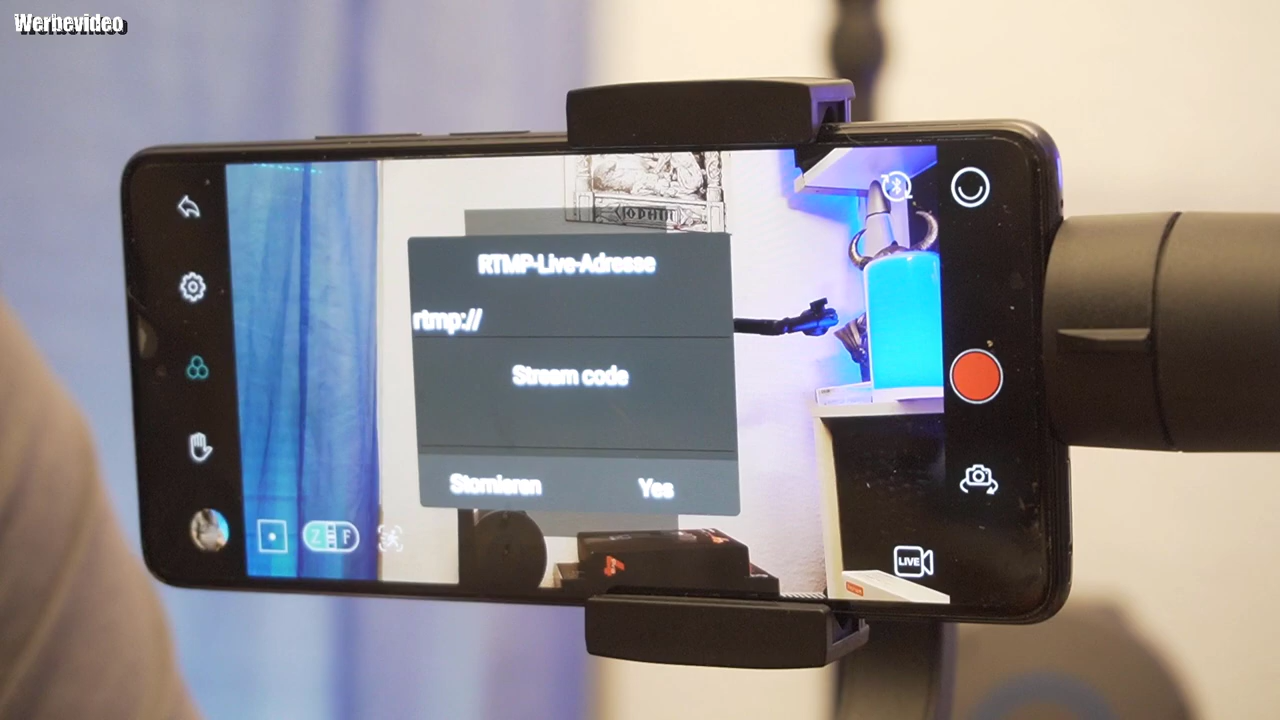 Werbevideo
RTMP-Live-Adresse
rtmp://
Stream code
Stornieren
Yes
Z
F
LIVE